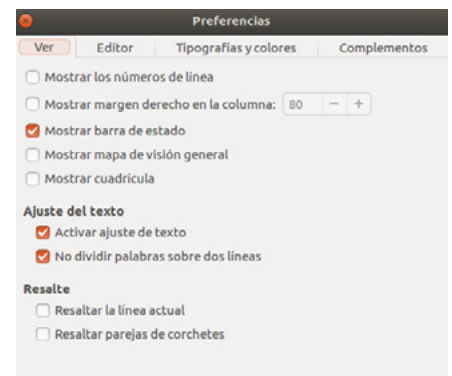 Preferencias
Ver Editor Tipografías y colores Complementos
Mostrar los números de línea
Mostrar margen derecho en la columna: 80 − +
Mostrar barra de estado
Mostrar mapa de visión general
Mostrar cuadrícula
Ajuste del texto
Activar ajuste de texto
No dividir palabras sobre dos líneas
Resalte
Resaltar la línea actual
Resaltar parejas de corchetes